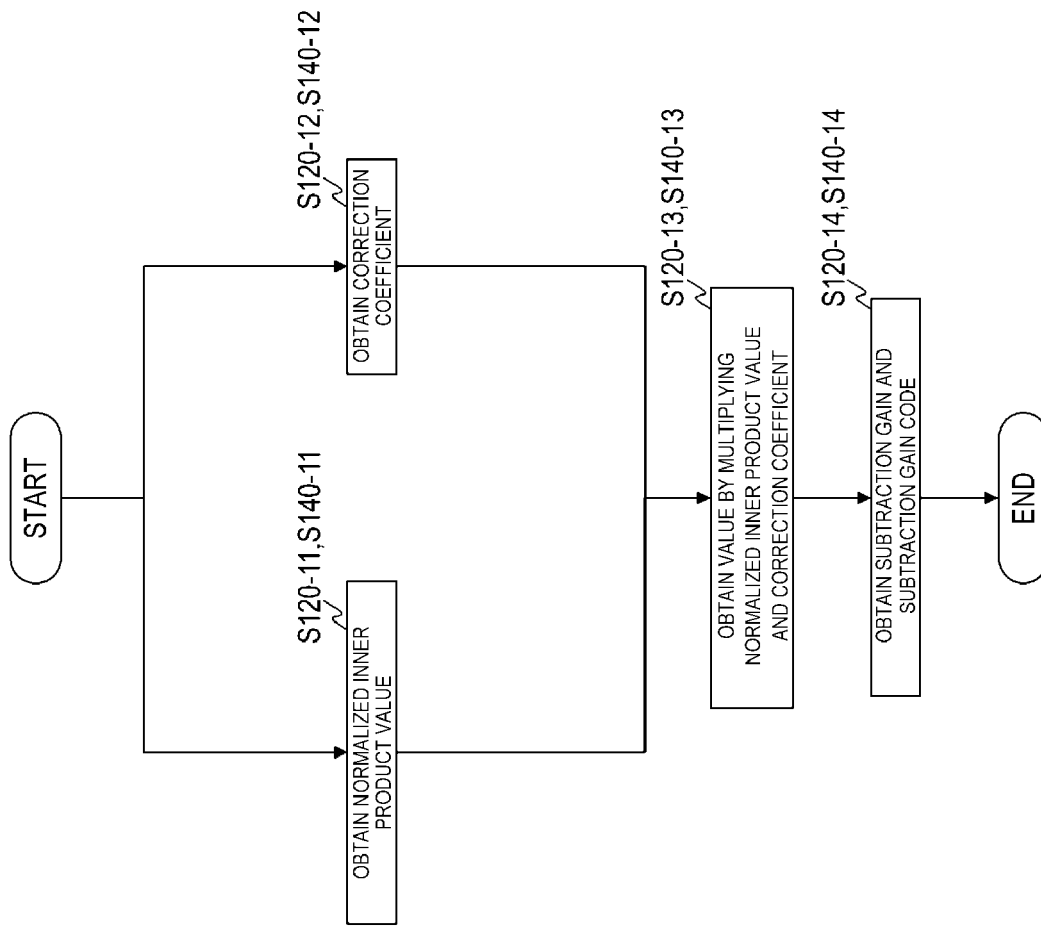 START
S120-11,S140-11
OBTAIN NORMALIZED INNER
PRODUCT VALUE
S120-12,S140-12
OBTAIN CORRECTION
COEFFICIENT
S120-13,S140-13
OBTAIN VALUE BY MULTIPLYING
NORMALIZED INNER PRODUCT VALUE
AND CORRECTION COEFFICIENT
S120-14,S140-14
OBTAIN SUBTRACTION GAIN AND
SUBTRACTION GAIN CODE
END